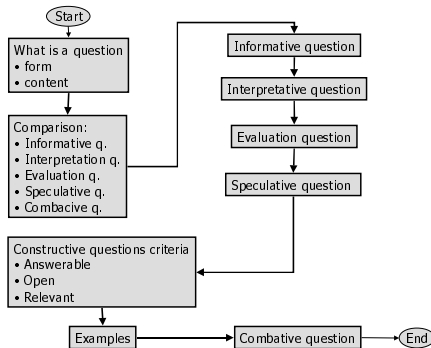 Start
What is a question
• form
• content
Comparison:
• Informative q.
• Interpretation q.
• Evaluation q.
• Speculative q.
• Combacive q.
Informative question
Interpretative question
Evaluation question
Speculative question
Constructive questions criteria
• Answerable
• Open
• Relevant
Examples
Combative question
End